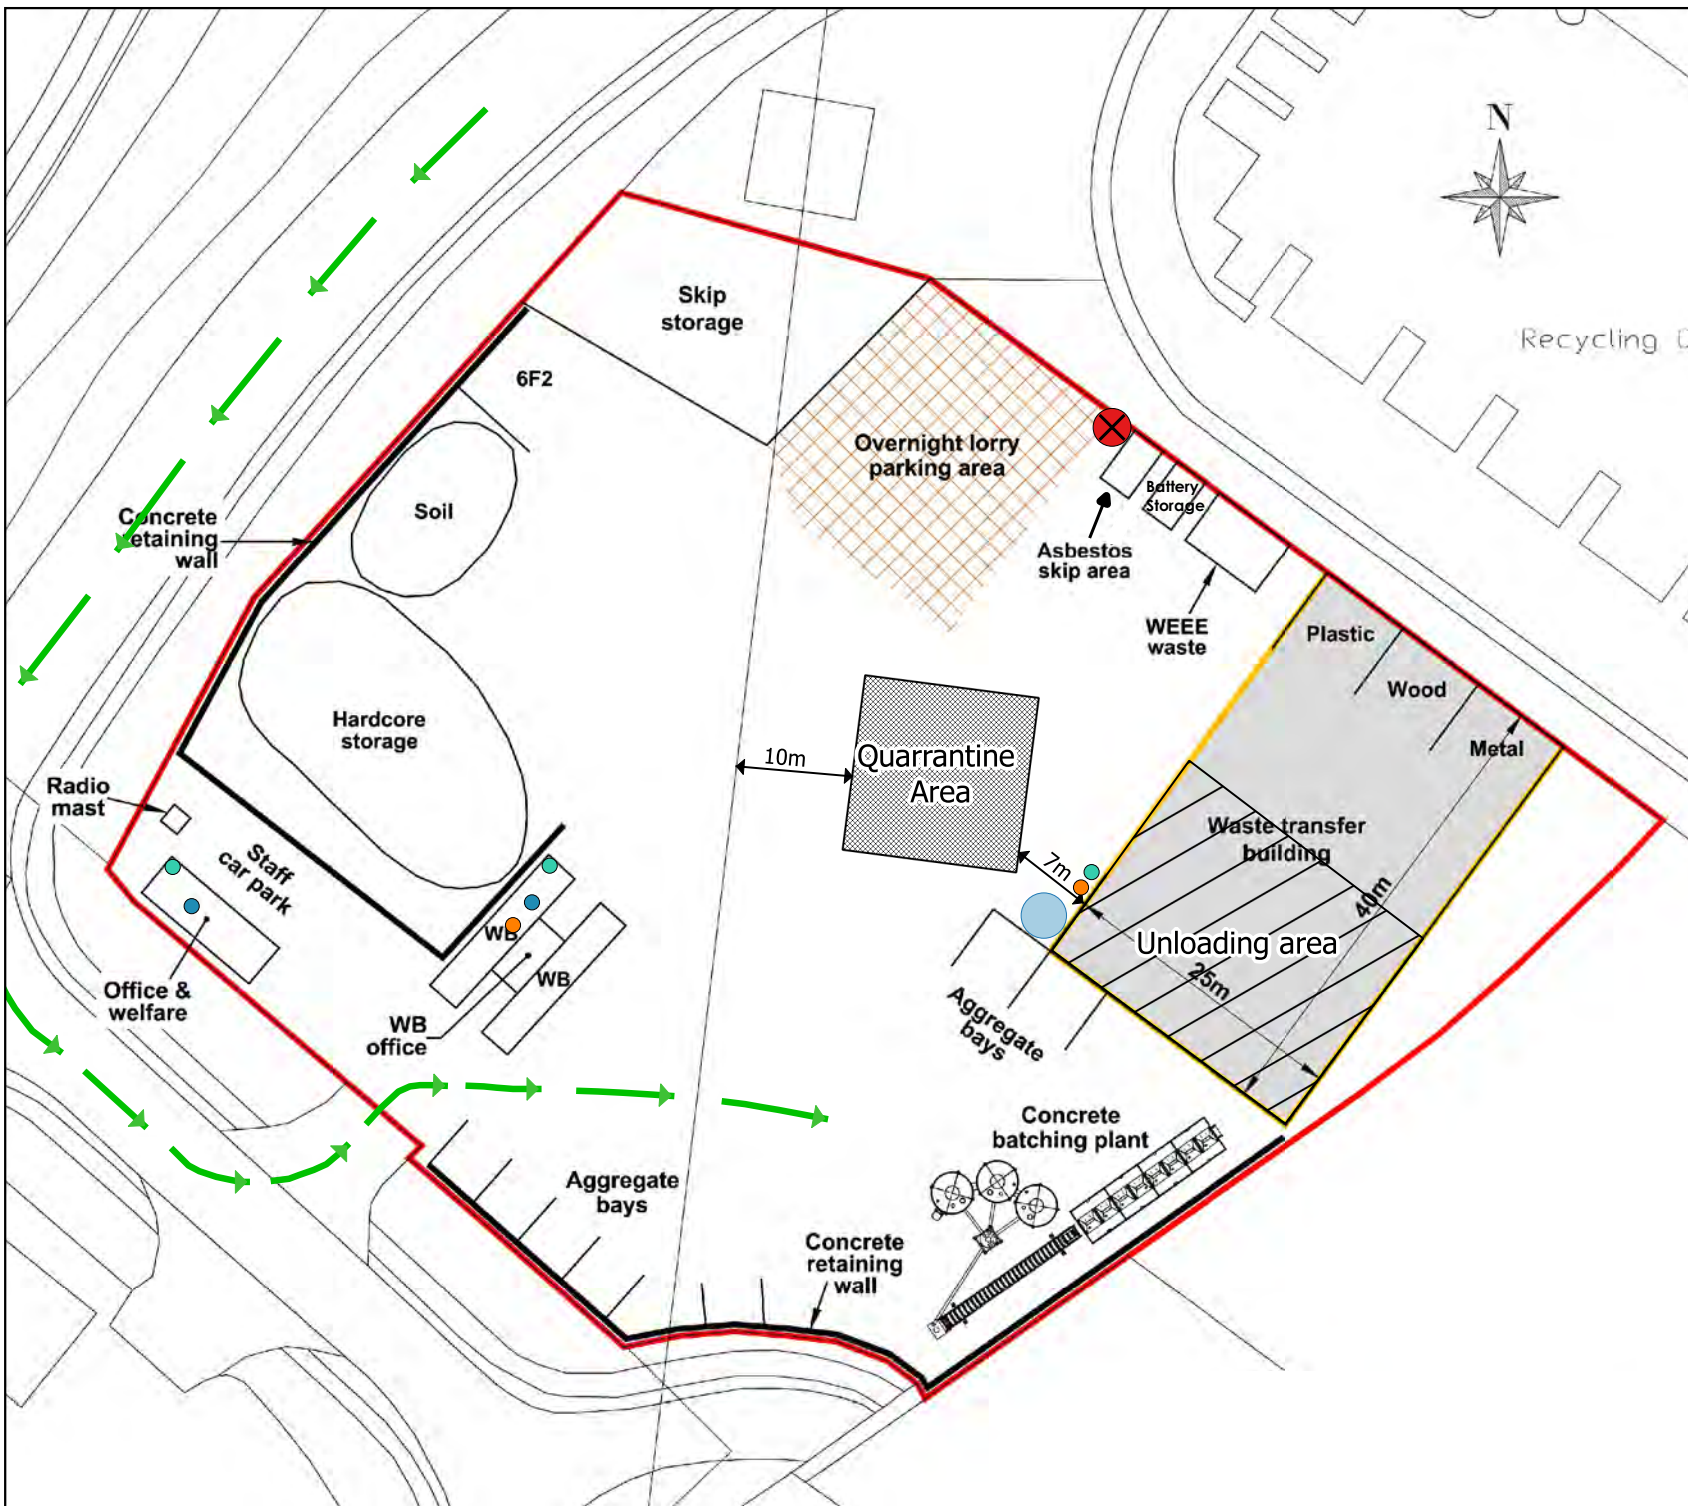 N
Recycling
Skip
storage
6F2
Overnight lorry
parking area
Soil
Battery
Storage
Concrete
retaining
wall
Asbestos
skip area
WEEE
waste
Plastic
Wood
Metal
Hardcore
storage
10m
Quarrantine
Area
Radio
mast
Staff
car park
Waste transfer
building
7m
40m
Unloading area
25m
WB
WB
Office &
welfare
WB
office
Aggregate
bays
Concrete
batching plant
Aggregate
bays
Concrete
retaining
wall